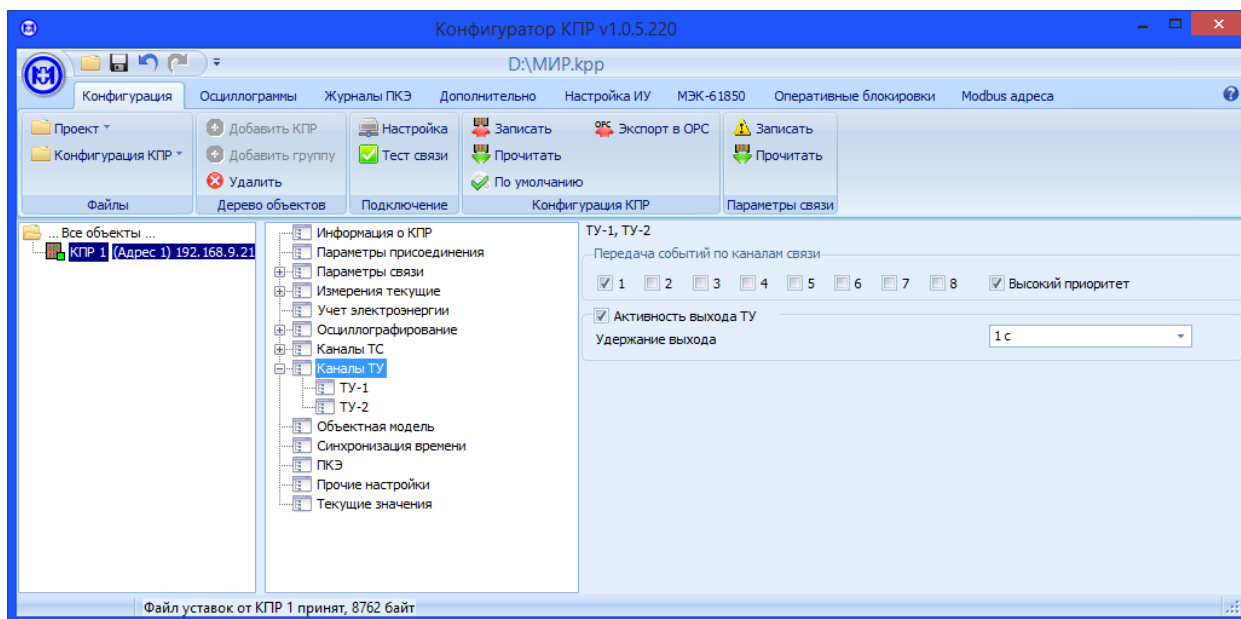 Конфигуратор КПР v1.0.5.220
D:\МИР.kpp
Конфигурация Осциллограммы Журналы ПКЭ Дополнительно Настройка ИУ МЭК-61850 Оперативные блокировки Modbus адреса
Проект Добавить КПР Настройка Записать OPC Экспорт в OPC Записать
Конфигурация КПР Добавить группу Тест связи Прочитать Прочитать
Удалить По умолчанию
Файлы Дерево объектов Подключение Конфигурация КПР Параметры связи
... Все объекты ...
КПР 1 (Адрес 1) 192.168.9.21
Информация о КПР
Параметры присоединения
Параметры связи
Измерения текущие
Учет электроэнергии
Осциллографирование
Каналы ТС
Каналы ТУ
ТУ-1
ТУ-2
Объектная модель
Синхронизация времени
ПКЭ
Прочие настройки
Текущие значения
ТУ-1, ТУ-2
Передача событий по каналам связи
1 2 3 4 5 6 7 8 Высокий приоритет
Активность выхода ТУ
Удержание выхода 1 с
Файл уставок от КПР 1 принят, 8762 байт